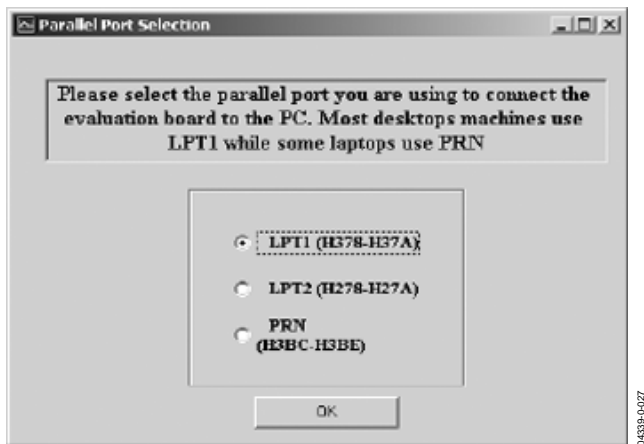 Parallel Port Selection
Please select the parallel port you are using to connect the
evaluation board to the PC. Most desktops machines use
LPT1 while some laptops use PRN
LPT1 (H378-H37A)
LPT2 (H278-H27A)
PRN
(H3BC-H3BE)
OK
04339-0-027